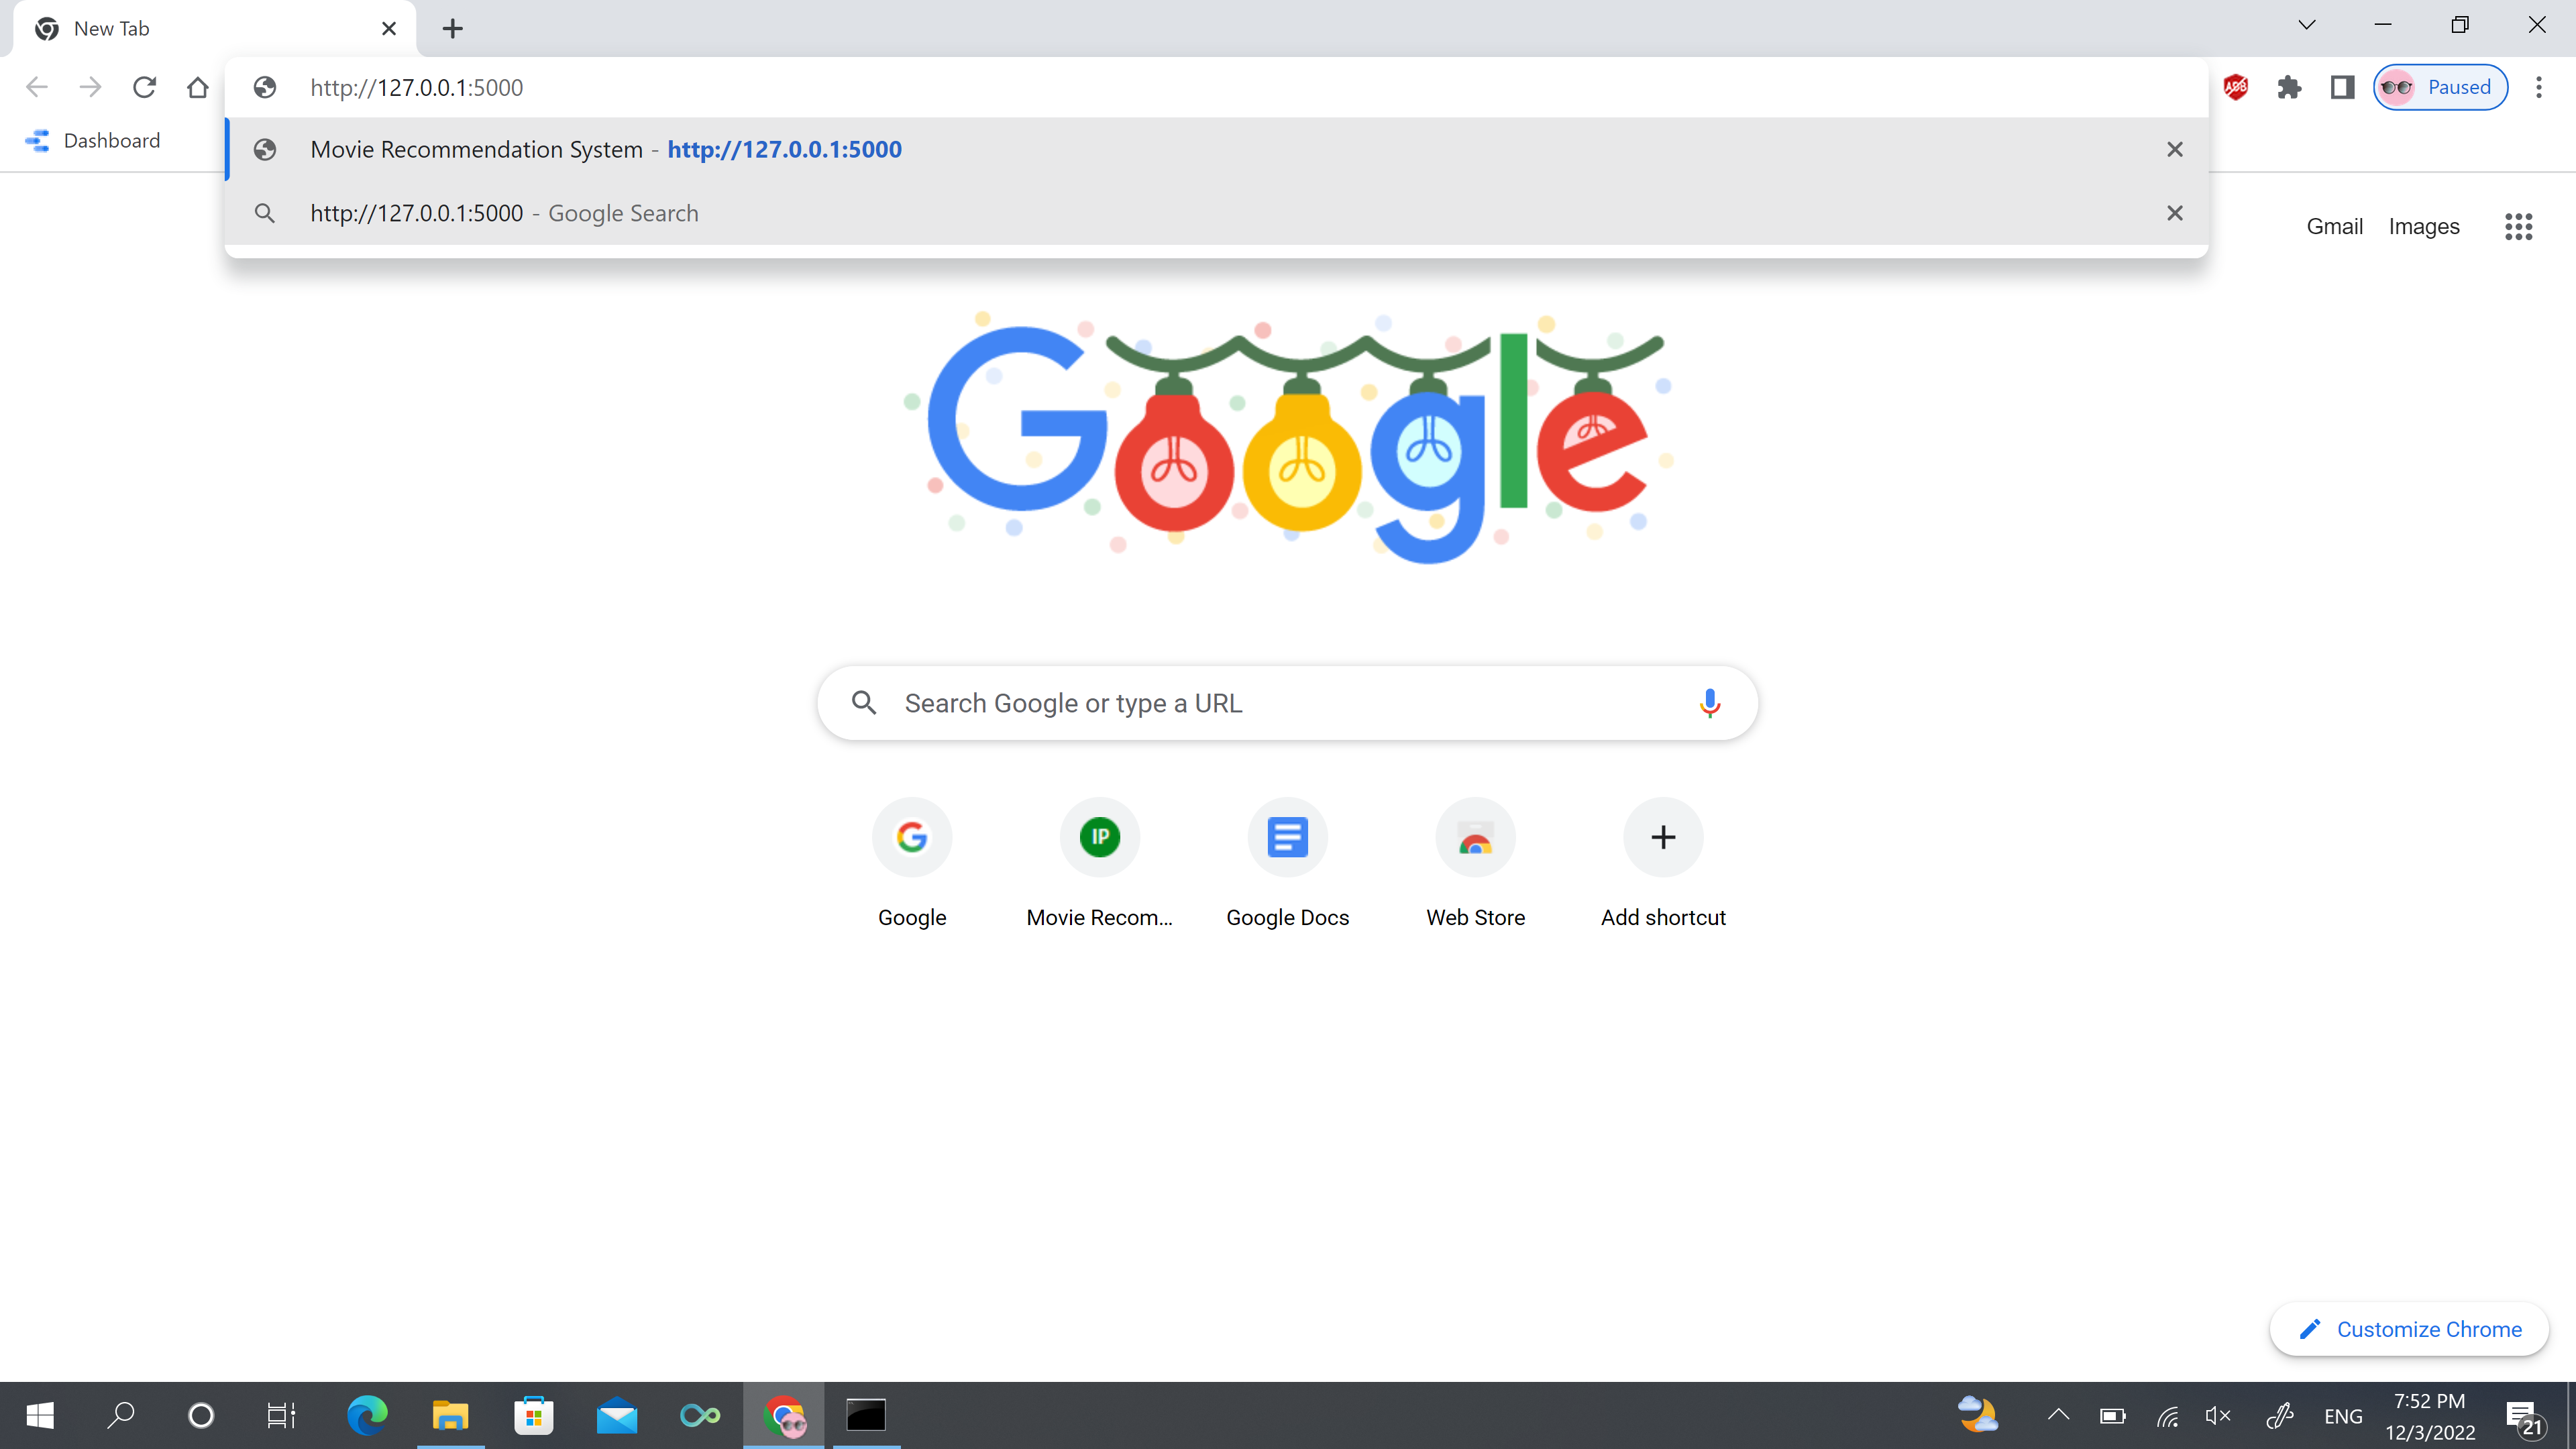 New Tab
http://127.0.0.1:5000
ABP
Paused
Dashboard
Movie Recommendation System - http://127.0.0.1:5000
http://127.0.0.1:5000 - Google Search
Gmail Images
Google
Search Google or type a URL
IP
Google Movie Recom... Google Docs Web Store Add shortcut
Customize Chrome
ENG
7:52 PM
12/3/2022
21